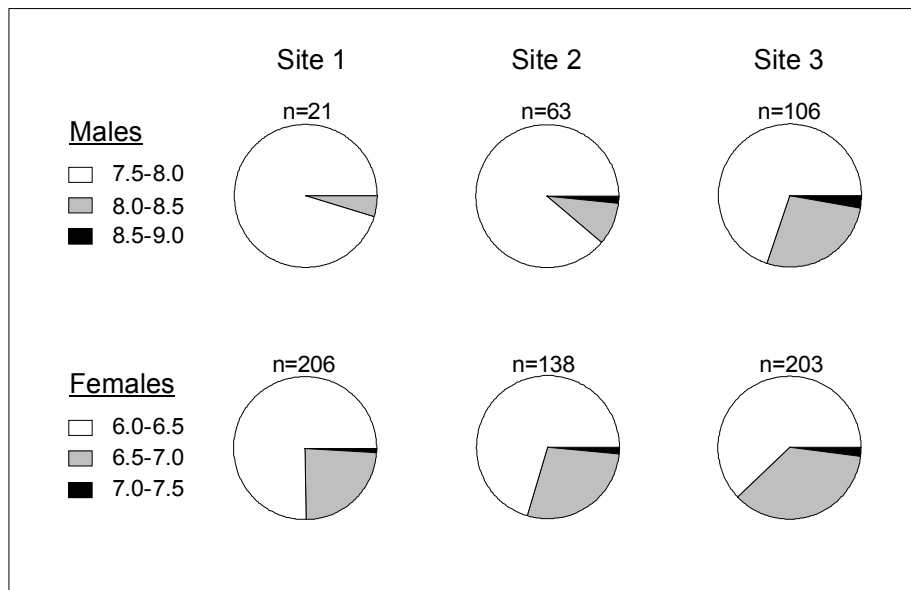 Site 1 Site 2 Site 3
n=21 n=63 n=106
Males
7.5-8.0
8.0-8.5
8.5-9.0
n=206 n=138 n=203
Females
6.0-6.5
6.5-7.0
7.0-7.5